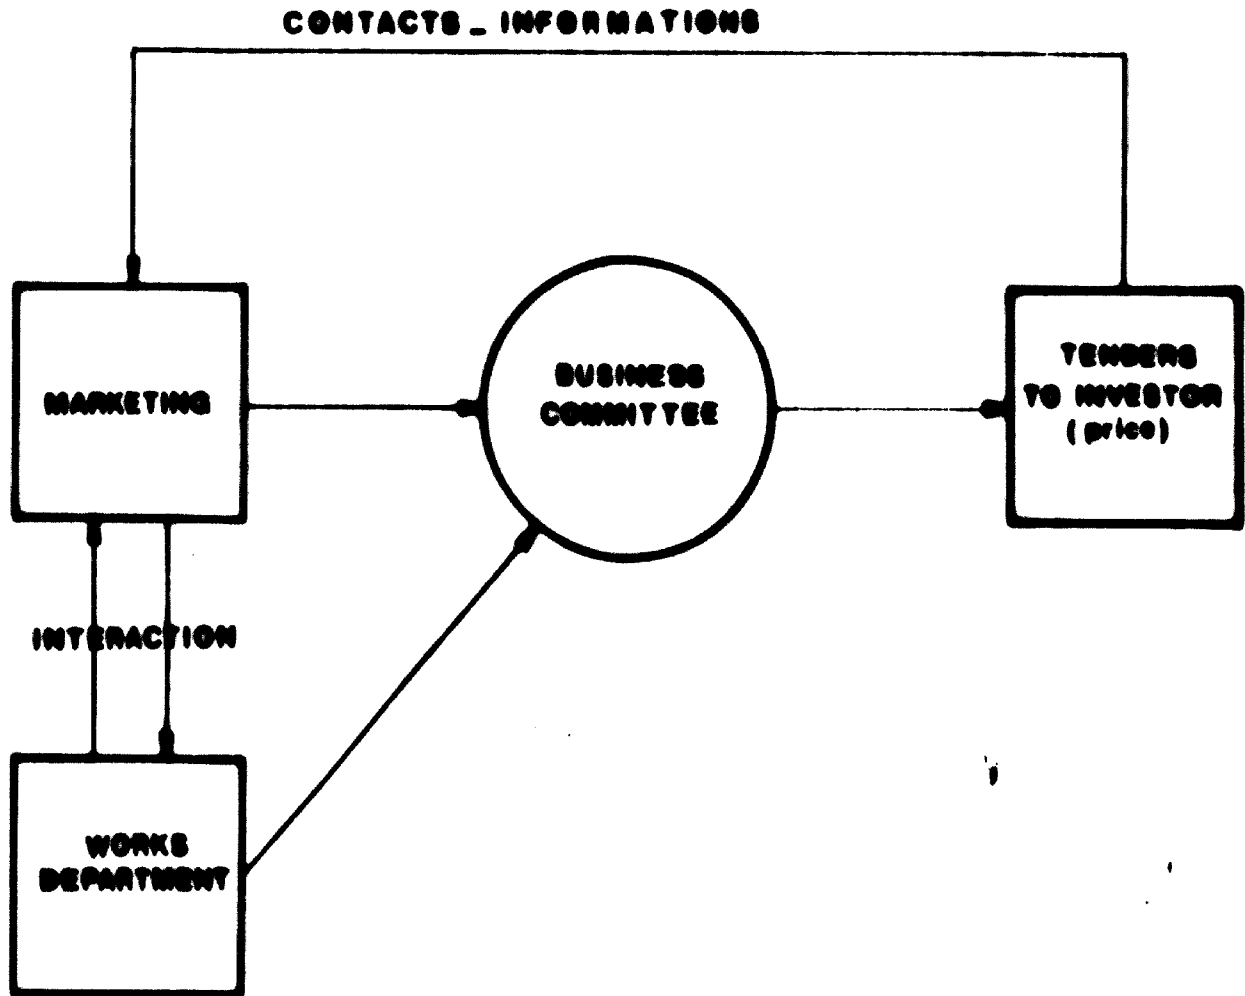 CONTACTS _ INFORMATIONS
MARKETING
BUSINESS
COMMITTEE
TENDERS
TO INVESTOR
(price)
INTERACTION
WORKS
DEPARTMENT